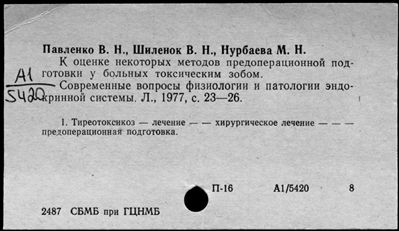 Павленко В. Н., Шиленок В. Н., Нурбаева М. Н.
К оценке некоторых методов предоперационной под-
готовки у больных токсическим зобом.
А1
5420
Современные вопросы физиологии и патологии эндо-
кринной системы. Л., 1977, с. 23—26.
1. Тиреотоксикоз — лечение — — хирургическое лечение — — —
предоперационная подготовка.
П-16 А1/5420 8
2487 СБМБ при ГЦНМБ